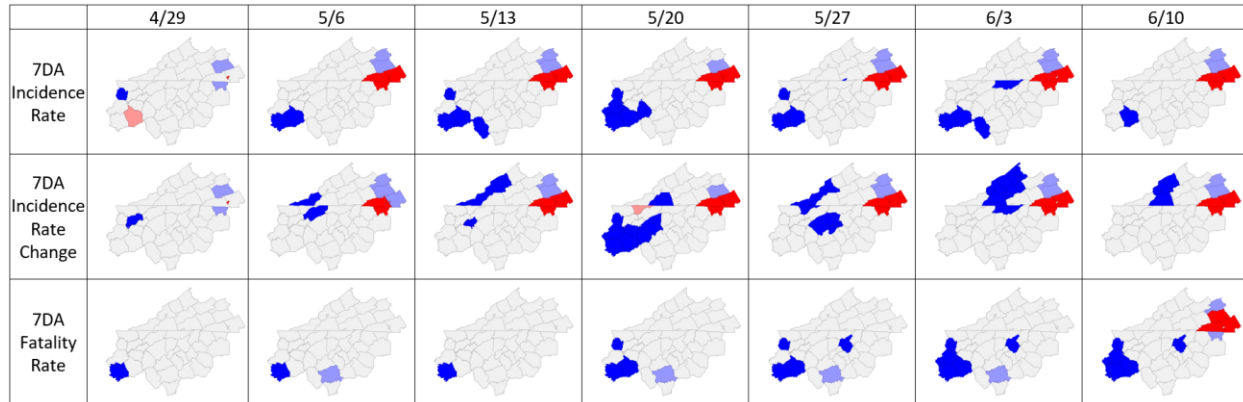 4/29 5/6 5/13 5/20 5/27 6/3 6/10
7DA
Incidence
Rate
7DA
Incidence
Rate
Change
7DA
Fatality
Rate